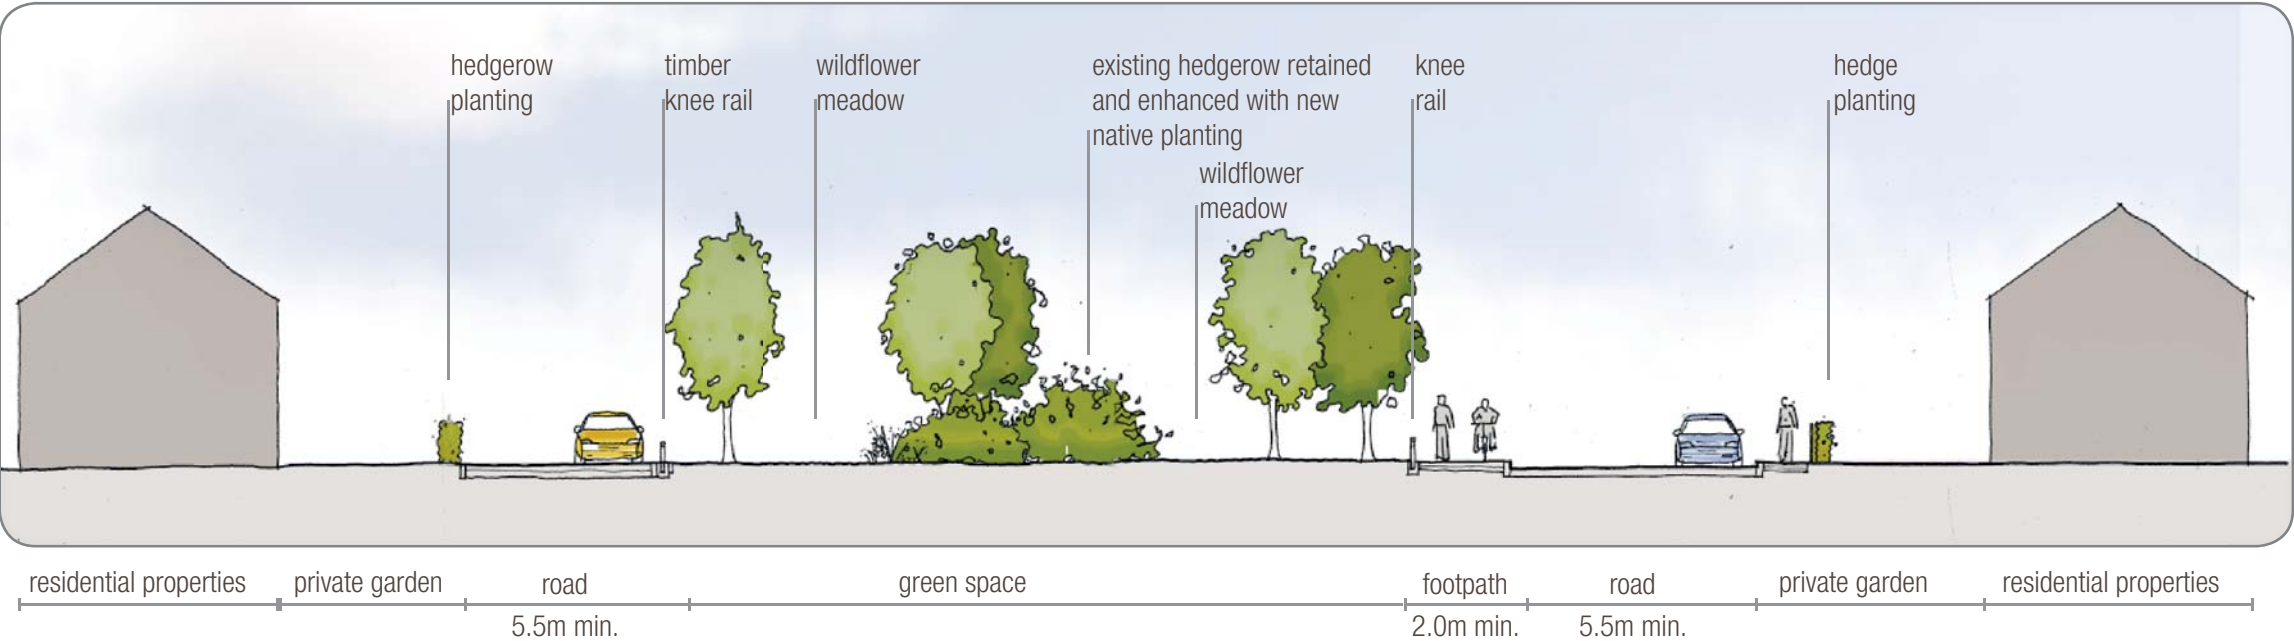 hedgerow
planting
timber
knee rail
wildflower
meadow
existing hedgerow retained
and enhanced with new
native planting
wildflower
meadow
knee
rail
hedge
planting
residential properties
private garden
road
5.5m min.
green space
footpath
2.0m min.
road
5.5m min.
private garden
residential properties